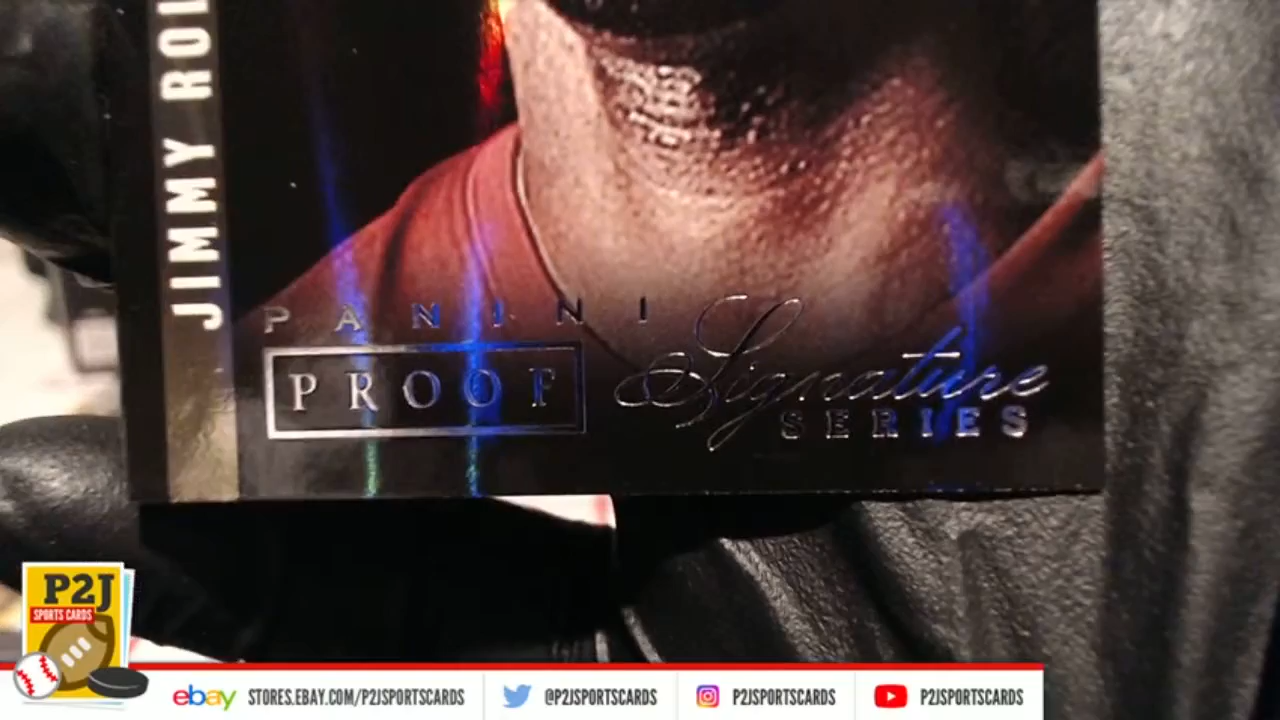 JIMMY ROL
PANINI
PROOF
Signature
SERIES
P2J
SPORTS CARDS
ebay STORES.EBAY.COM/P2JSPORTSCARDS @P2JSPORTSCARDS P2JSPORTSCARDS P2JSPORTSCARDS